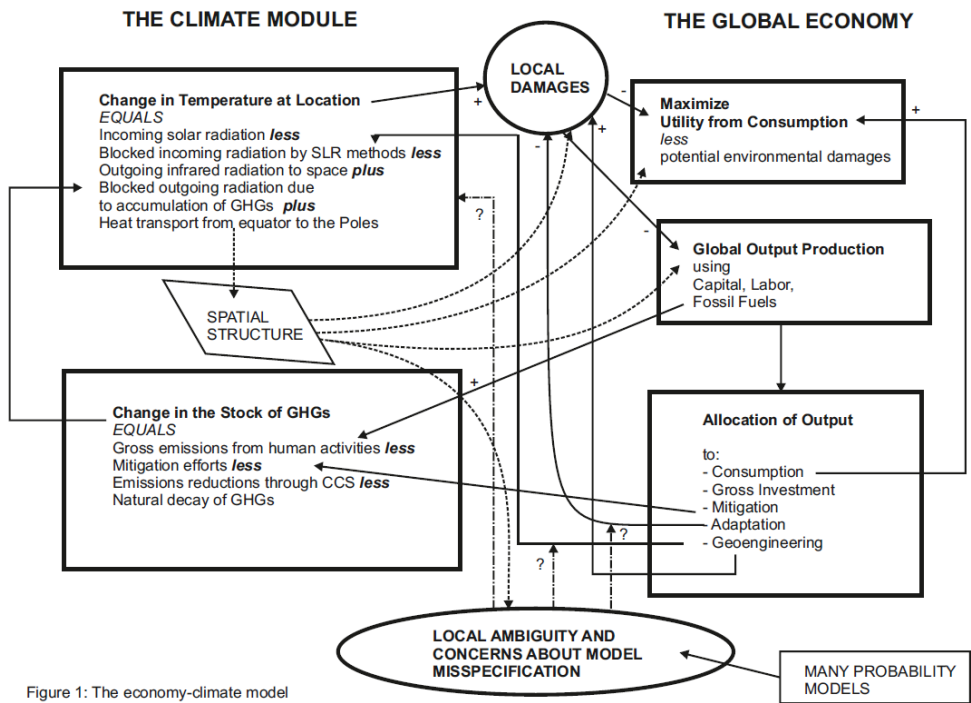 THE CLIMATE MODULE
THE GLOBAL ECONOMY
LOCAL
DAMAGES
Change in Temperature at Location
EQUALS
Incoming solar radiation less
Blocked incoming radiation by SLR methods less
Outgoing infrared radiation to space plus
Blocked outgoing radiation due
to accumulation of GHGs plus
Heat transport from equator to the Poles
+
-
+
-
Maximize
Utility from Consumption
less
potential environmental damages
+
?
-
Global Output Production
using
Capital, Labor,
Fossil Fuels
SPATIAL
STRUCTURE
+
Change in the Stock of GHGs
EQUALS
Gross emissions from human activities less
Mitigation efforts less
Emissions reductions through CCS less
Natural decay of GHGs
Allocation of Output
to:
- Consumption
- Gross Investment
- Mitigation
- Adaptation
- Geoengineering
?
?
LOCAL AMBIGUITY AND
CONCERNS ABOUT MODEL
MISSPECIFICATION
MANY PROBABILITY
MODELS
Figure 1: The economy-climate model